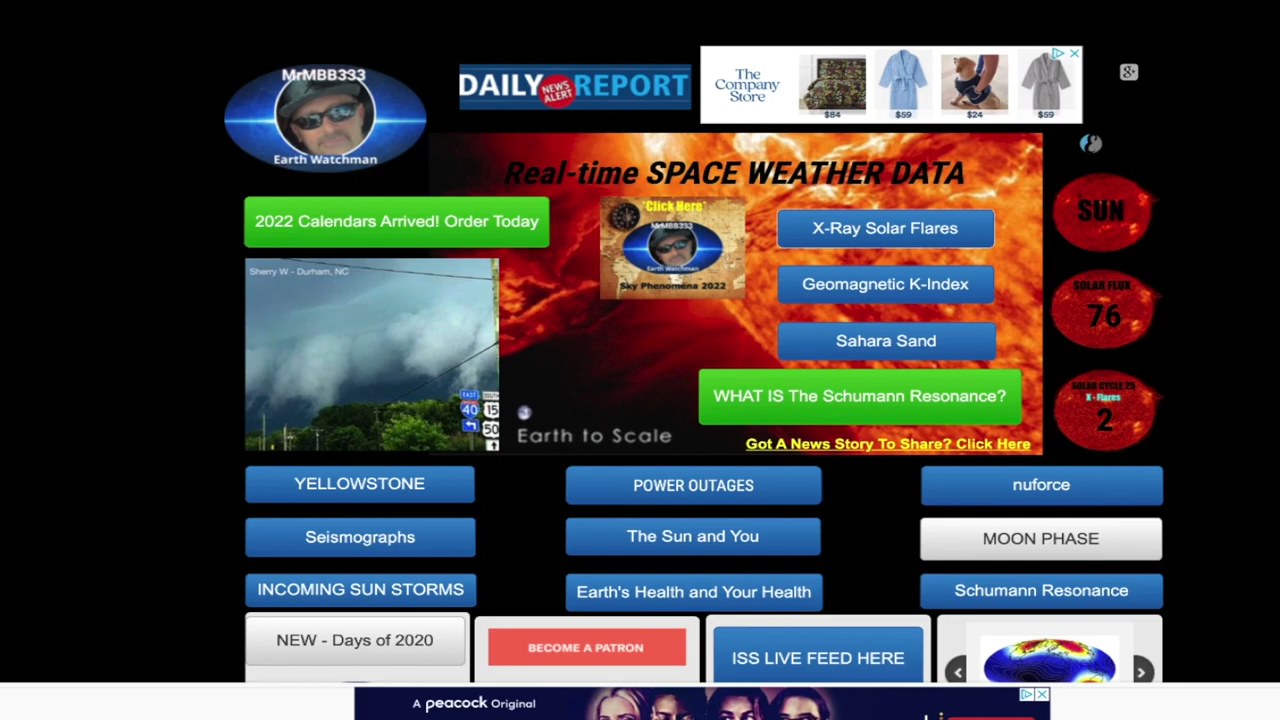 MrMBB333
Earth Watchman
DAILY REPORT
NEWS
ALERT
The
Company
Store
$84
$59
$24
$59
g+
Real-time SPACE WEATHER DATA
2022 Calendars Arrived! Order Today
*Click Here*
MrMBB333
Earth Watchman
Sky Phenomena 2022
X-Ray Solar Flares
Geomagnetic K-Index
Sahara Sand
WHAT IS The Schumann Resonance?
Got A News Story To Share? Click Here
Earth to Scale
Sherry W - Durham, NC
EAST
SOUTH
40
15
50
SUN
SOLAR FLUX
76
SOLAR CYCLE 25
X - Flares
2
YELLOWSTONE
POWER OUTAGES
nuforce
Seismographs
The Sun and You
MOON PHASE
INCOMING SUN STORMS
Earth's Health and Your Health
Schumann Resonance
NEW - Days of 2020
BECOME A PATRON
ISS LIVE FEED HERE
A peacock Original